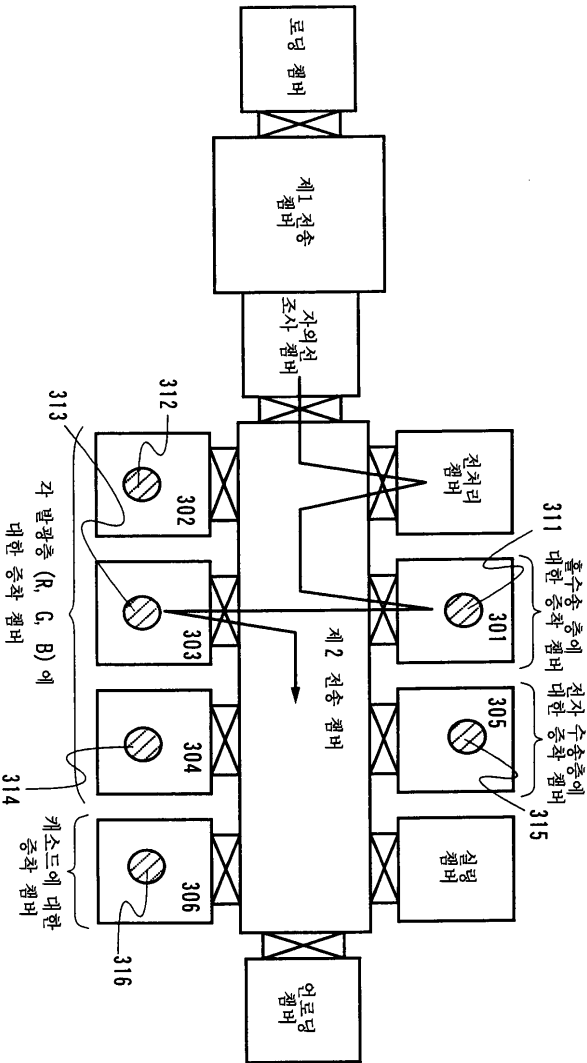 로딩 챔버
제1 전송
챔버
자외선
조사 챔버
전처리
챔버
311
홀수송 층에
대한 증착 챔버
301
전자 수송층에
대한 증착 챔버
305
315
실링
챔버
제2 전송 챔버
언로딩
챔버
312
313
302
303
304
314
306
316
각 발광층 (R, G, B)에
대한 증착 챔버
캐소드에 대한
증착 챔버